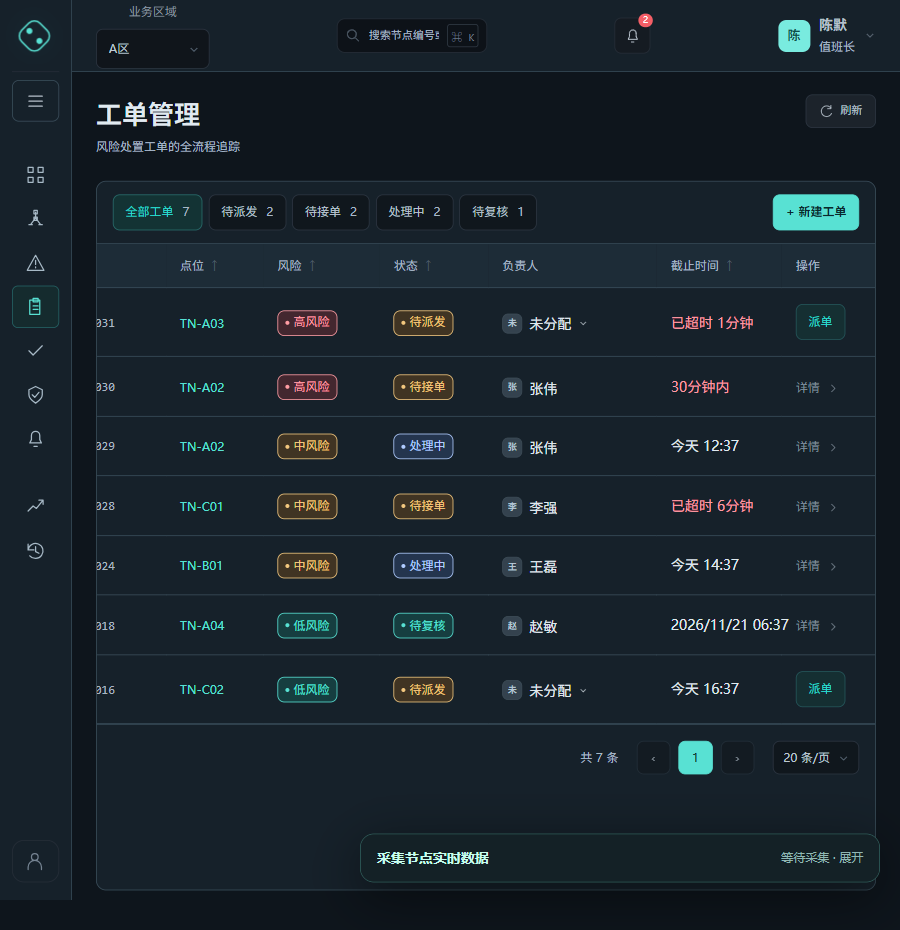 业务区域
A区
搜索节点编号
⌘ K
2
陈
陈默
值班长
工单管理
刷新
风险处置工单的全流程追踪
全部工单 7
待派发 2
待接单 2
处理中 2
待复核 1
+ 新建工单
点位 ↑ 风险 ↑ 状态 ↑ 负责人 截止时间 ↑ 操作
031 TN-A03 高风险 待派发 未 未分配 已超时 1分钟 派单
030 TN-A02 高风险 待接单 张 张伟 30分钟内 详情
029 TN-A02 中风险 处理中 张 张伟 今天 12:37 详情
028 TN-C01 中风险 待接单 李 李强 已超时 6分钟 详情
024 TN-B01 中风险 处理中 王 王磊 今天 14:37 详情
018 TN-A04 低风险 待复核 赵 赵敏 2026/11/21 06:37 详情
016 TN-C02 低风险 待派发 未 未分配 今天 16:37 派单
共 7 条 ‹ 1 › 20 条/页
采集节点实时数据 等待采集 · 展开